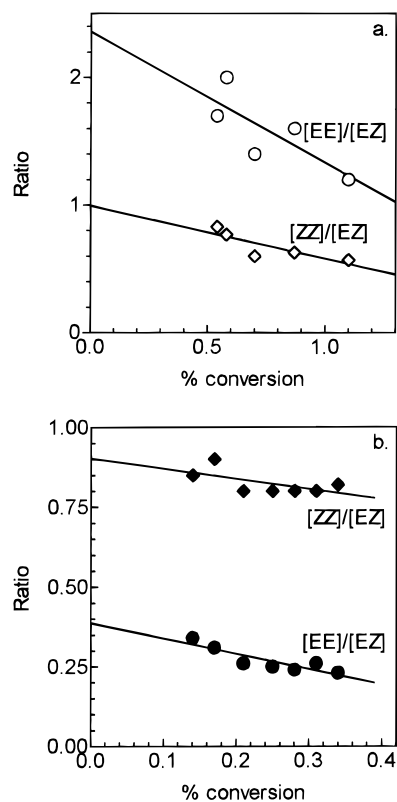 a.
2
[EE]/[EZ]
Ratio
1
[ZZ]/[EZ]
0
0.0 0.5 1.0
% conversion
1.00
b.
0.75
[ZZ]/[EZ]
Ratio
0.50
[EE]/[EZ]
0.25
0.00
0.0 0.1 0.2 0.3 0.4
% conversion